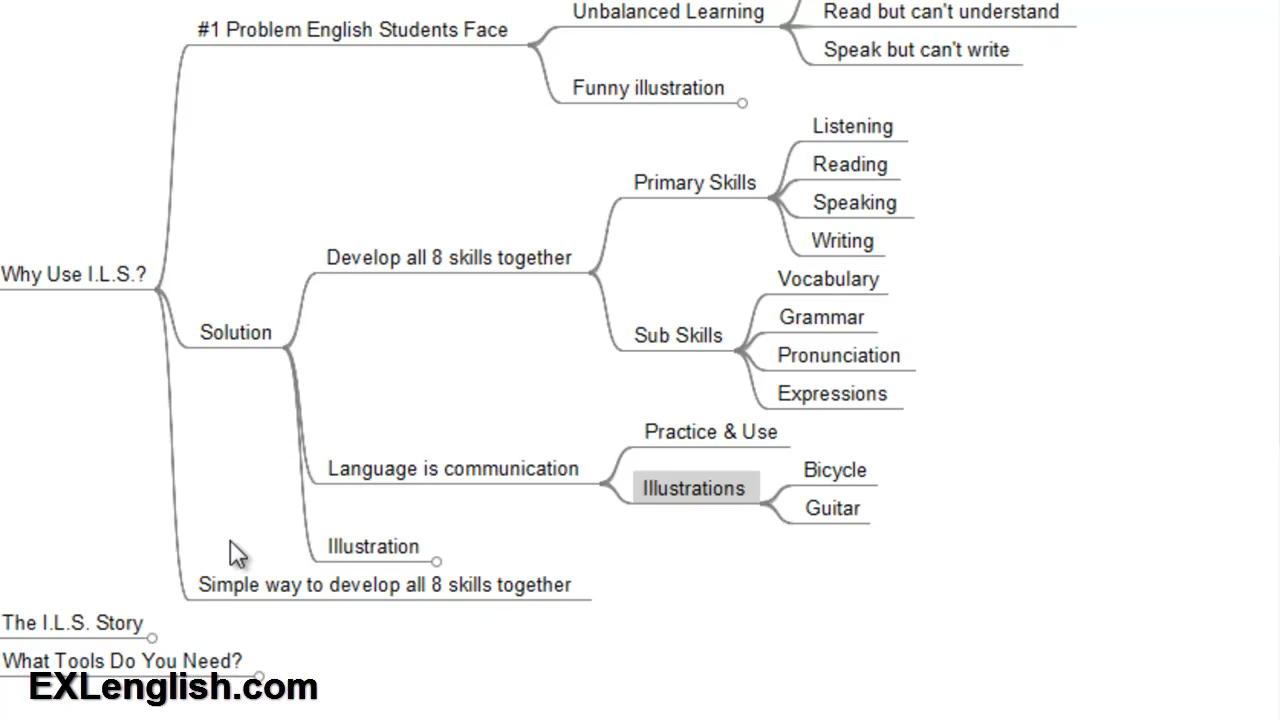 #1 Problem English Students Face
Unbalanced Learning
Read but can't understand
Speak but can't write
Funny illustration
Why Use I.L.S.?
Solution
Develop all 8 skills together
Primary Skills
Listening
Reading
Speaking
Writing
Sub Skills
Vocabulary
Grammar
Pronunciation
Expressions
Language is communication
Practice & Use
Illustrations
Bicycle
Guitar
Illustration
Simple way to develop all 8 skills together
The I.L.S. Story
What Tools Do You Need?
EXLenglish.com